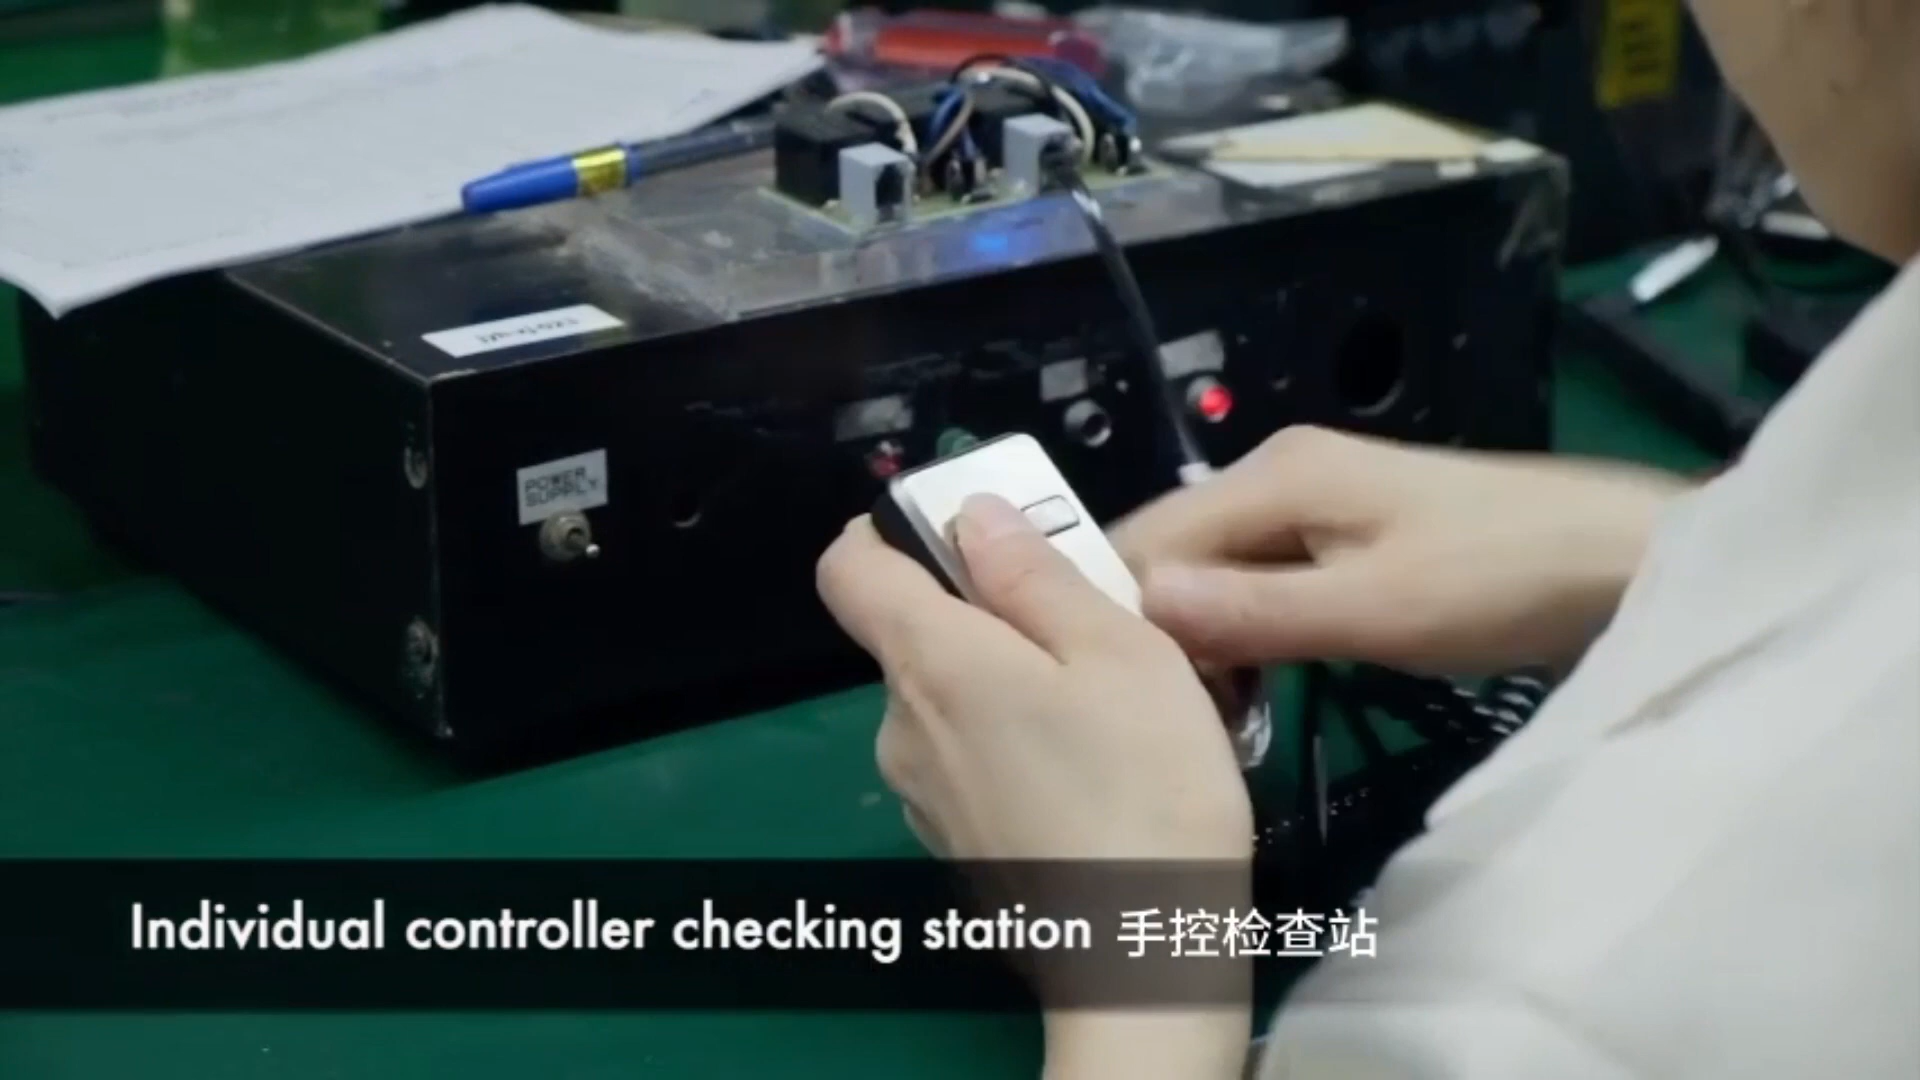 POWER
SUPPLY
Individual controller checking station 手控检查站